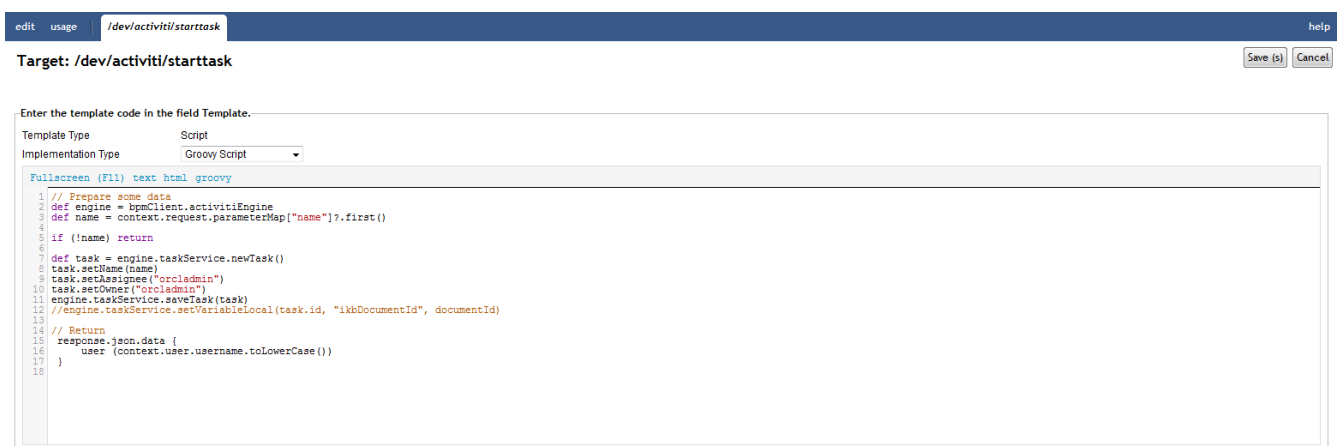 edit usage /dev/activiti/starttask help
Target: /dev/activiti/starttask Save (s) Cancel
Enter the template code in the field Template.
Template Type Script
Implementation Type Groovy Script
Fullscreen (F11) text html groovy
1 // Prepare some data
2 def engine = bpmClient.activitiEngine
3 def name = context.request.parameterMap["name"]?.first()
4
5 if (!name) return
6
7 def task = engine.taskService.newTask()
8 task.setName(name)
9 task.setAssignee("orcladmin")
10 task.setOwner("orcladmin")
11 engine.taskService.saveTask(task)
12 //engine.taskService.setVariableLocal(task.id, "ikbDocumentId", documentId)
13
14 // Return
15 response.json.data {
16 user (context.user.username.toLowerCase())
17 }
18